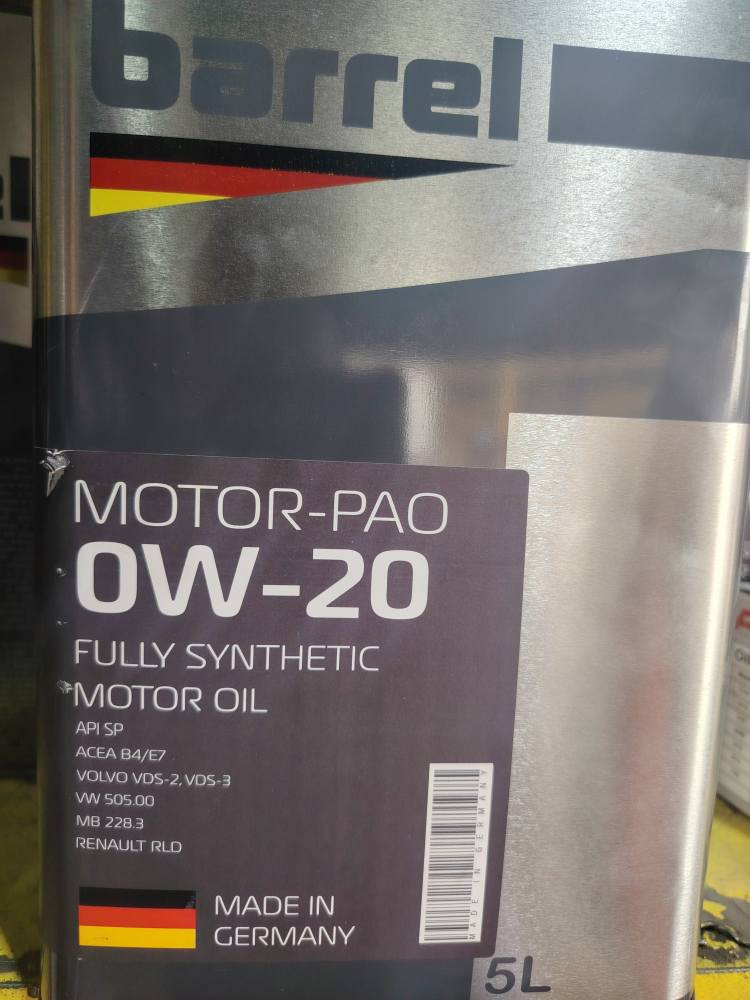 barrel
MOTOR-PAO
0W-20
FULLY SYNTHETIC
MOTOR OIL
API SP
ACEA B4/E7
VOLVO VDS-2, VDS-3
VW 505.00
MB 228.3
RENAULT RLD
MADE IN
GERMANY
MADE IN GERMANY
5L